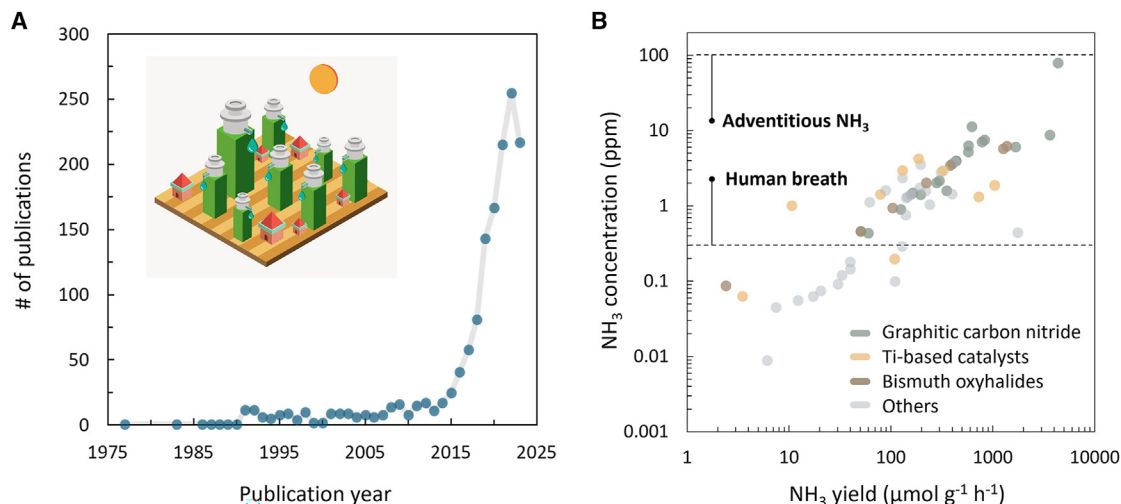 A
300
250
200
150
100
50
0
# of publications
1975
1985
1995
2005
2015
2025
Publication year
B
100
10
1
0.1
0.01
0.001
NH₃ concentration (ppm)
Adventitious NH₃
Human breath
Graphitic carbon nitride
Ti-based catalysts
Bismuth oxyhalides
Others
1
10
100
1000
10000
NH₃ yield (μmol g⁻¹ h⁻¹)